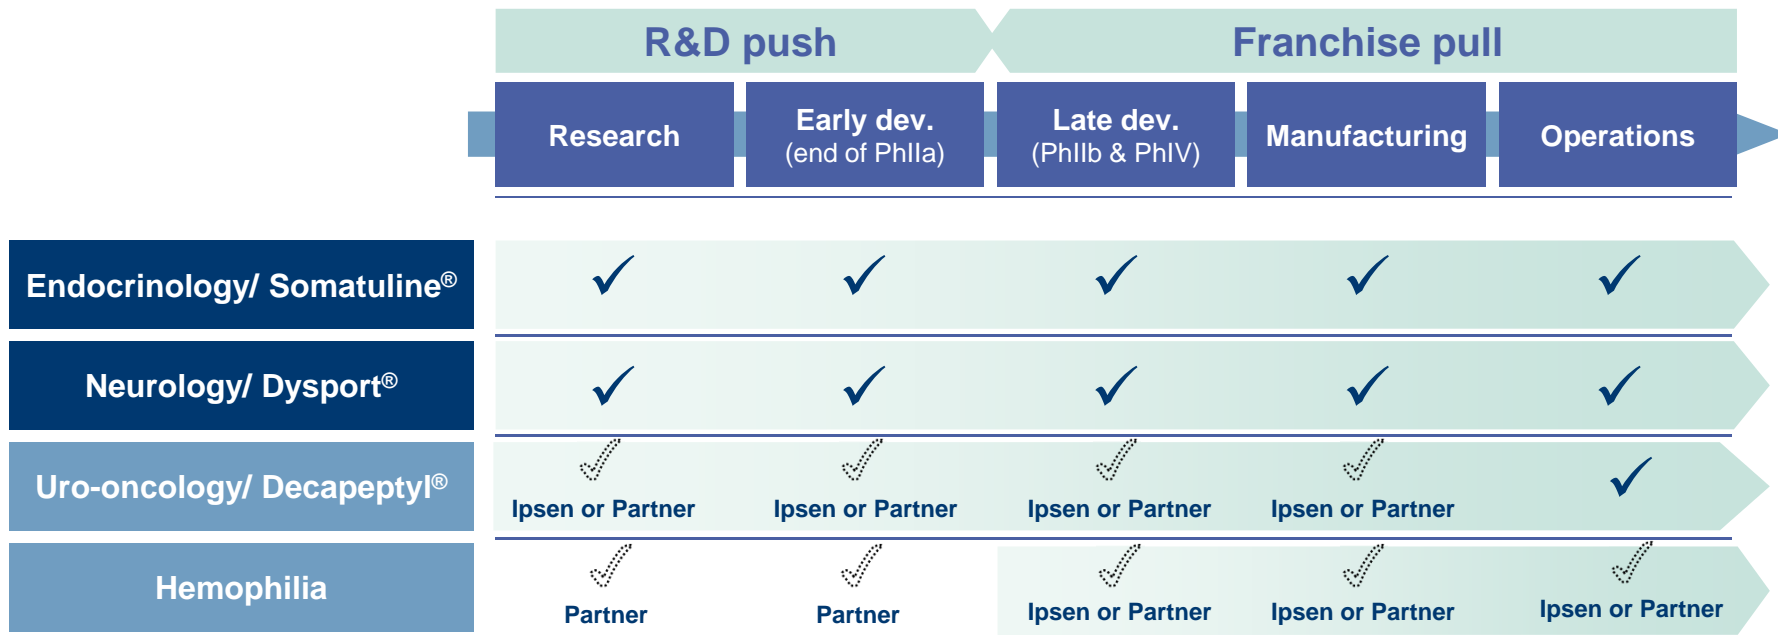 R&D push Franchise pull
Research Early dev. Late dev. Manufacturing Operations
(end of PhIIa) (PhIIb & PhIV)
Endocrinology/ Somatuline®
Neurology/ Dysport®
Uro-oncology/ Decapeptyl®
Ipsen or Partner Ipsen or Partner Ipsen or Partner Ipsen or Partner
Hemophilia
Partner Partner Ipsen or Partner Ipsen or Partner Ipsen or Partner